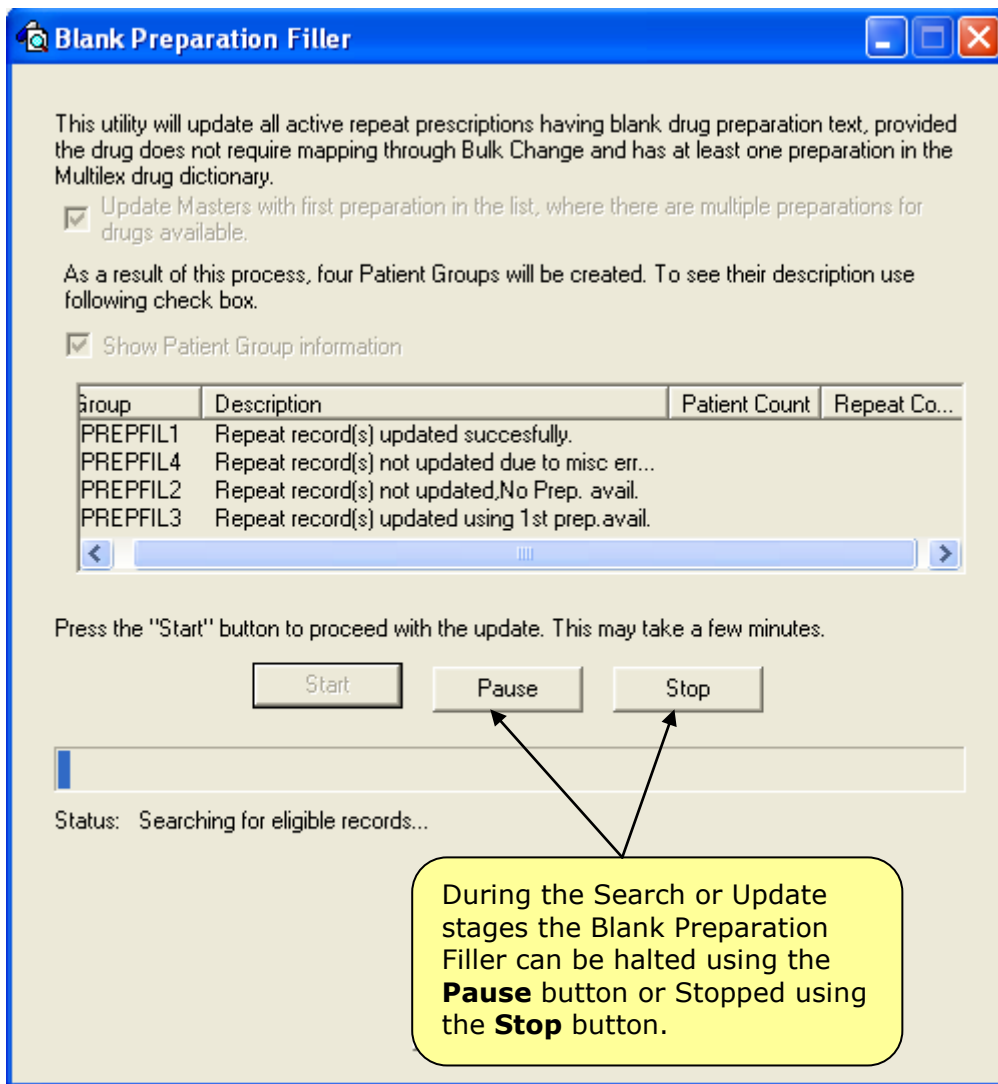 Blank Preparation Filler
This utility will update all active repeat prescriptions having blank drug preparation text, provided
the drug does not require mapping through Bulk Change and has at least one preparation in the
Multilex drug dictionary.
Update Masters with first preparation in the list, where there are multiple preparations for
drugs available.
As a result of this process, four Patient Groups will be created. To see their description use
following check box.
Show Patient Group information
Group Description Patient Count Repeat Co...
PREPFIL1 Repeat record(s) updated succesfully.
PREPFIL4 Repeat record(s) not updated due to misc err...
PREPFIL2 Repeat record(s) not updated,No Prep. avail.
PREPFIL3 Repeat record(s) updated using 1st prep.avail.
Press the "Start" button to proceed with the update. This may take a few minutes.
Start Pause Stop
Status: Searching for eligible records...
During the Search or Update
stages the Blank Preparation
Filler can be halted using the
Pause button or Stopped using
the Stop button.